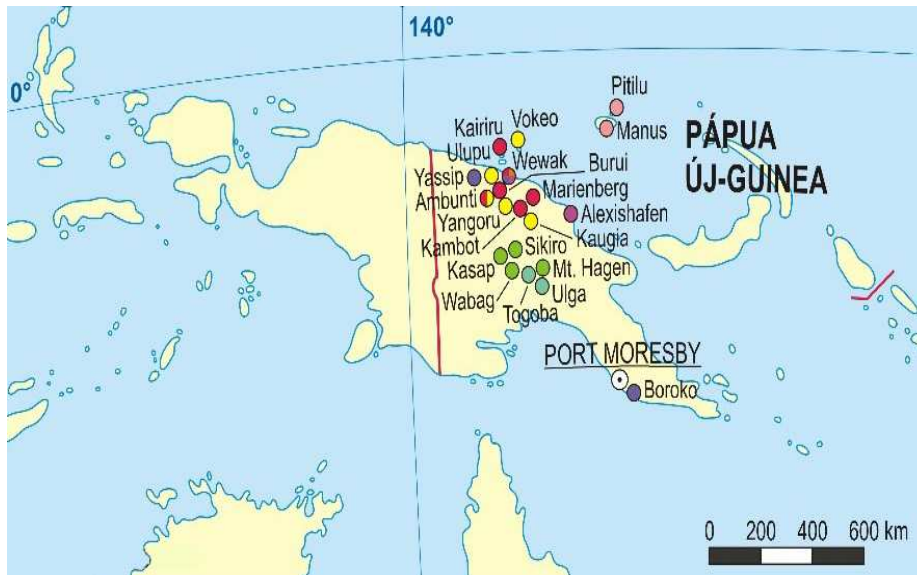 140°
0°
Pitilu
Manus
PÁPUA
ÚJ-GUINEA
Vokeo
Kairiru
Ulupu
Wewak
Burui
Yassip
Marienberg
Ambunti
Alexishafen
Yangoru
Kaugia
Kambot
Sikiro
Kasap
Mt. Hagen
Wabag
Ulga
Togoba
PORT MORESBY
Boroko
0 200 400 600 km